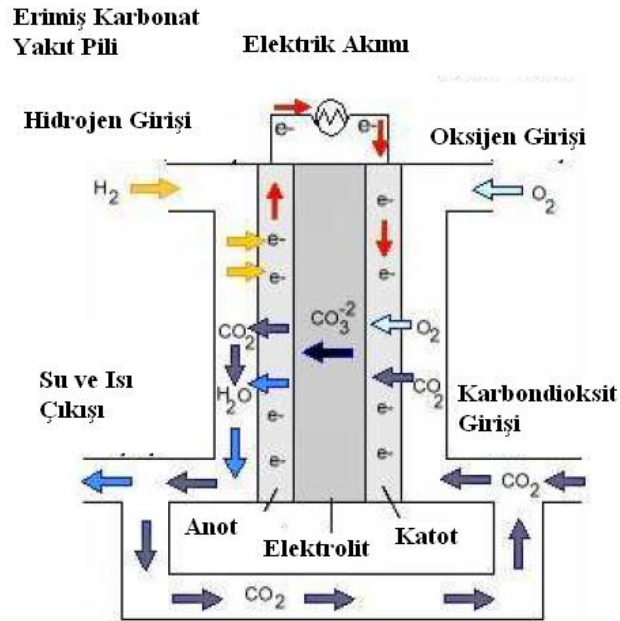 Erimiş Karbonat
Yakıt Pili
Elektrik Akımı
Hidrojen Girişi
Oksijen Girişi
e-
e-
H2
O2
e-
e-
e-
e-
CO3-2
CO2
O2
H2O
CO2
Su ve Isı
Çıkışı
Karbondioksit
Girişi
e-
e-
e-
e-
CO2
Anot
Elektrolit
Katot
CO2